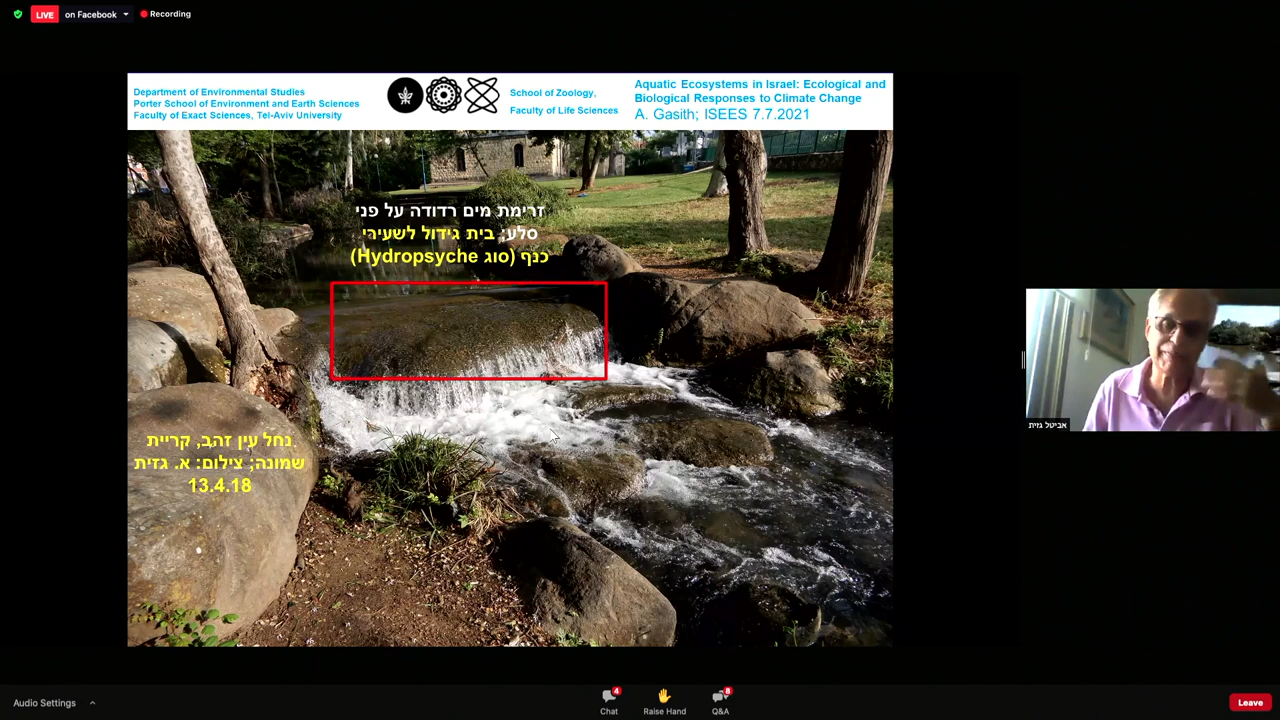 LIVE on Facebook Recording
Department of Environmental Studies
Porter School of Environment and Earth Sciences
Faculty of Exact Sciences, Tel-Aviv University
School of Zoology,
Faculty of Life Sciences
Aquatic Ecosystems in Israel: Ecological and
Biological Responses to Climate Change
A. Gasith; ISEES 7.7.2021
זרימת מים רדודה על פני
סלע; בית גידול לשעירי
כנף (סוג Hydropsyche)
נחל עין זהב, קריית
שמונה; צילום: א. גזית
13.4.18
אביטל גזית
Audio Settings
4
Chat
Raise Hand
8
Q&A
Leave